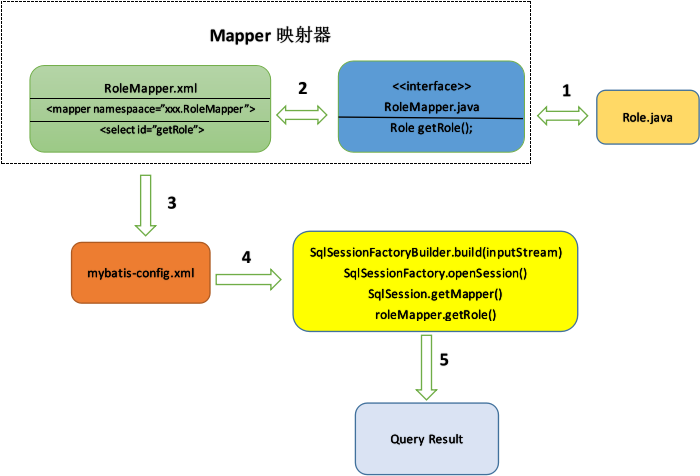 Mapper 映射器
RoleMapper.xml
<mapper namespaace="xxx.RoleMapper">
<select id="getRole">
2
<<interface>>
RoleMapper.java
Role getRole();
1
Role.java
3
mybatis-config.xml
4
SqlSessionFactoryBuilder.build(inputStream)
SqlSessionFactory.openSession()
SqlSession.getMapper()
roleMapper.getRole()
5
Query Result